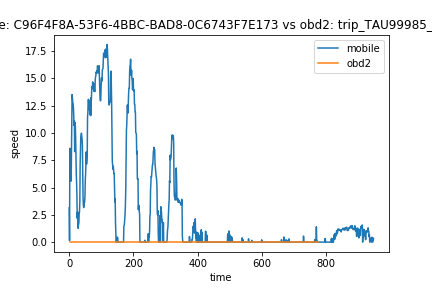 e: C96F4F8A-53F6-4BBC-BAD8-0C6743F7E173 vs obd2: trip_TAU99985_
mobile
obd2
17.5
15.0
12.5
10.0
7.5
5.0
2.5
0.0
speed
0
200
400
600
800
time